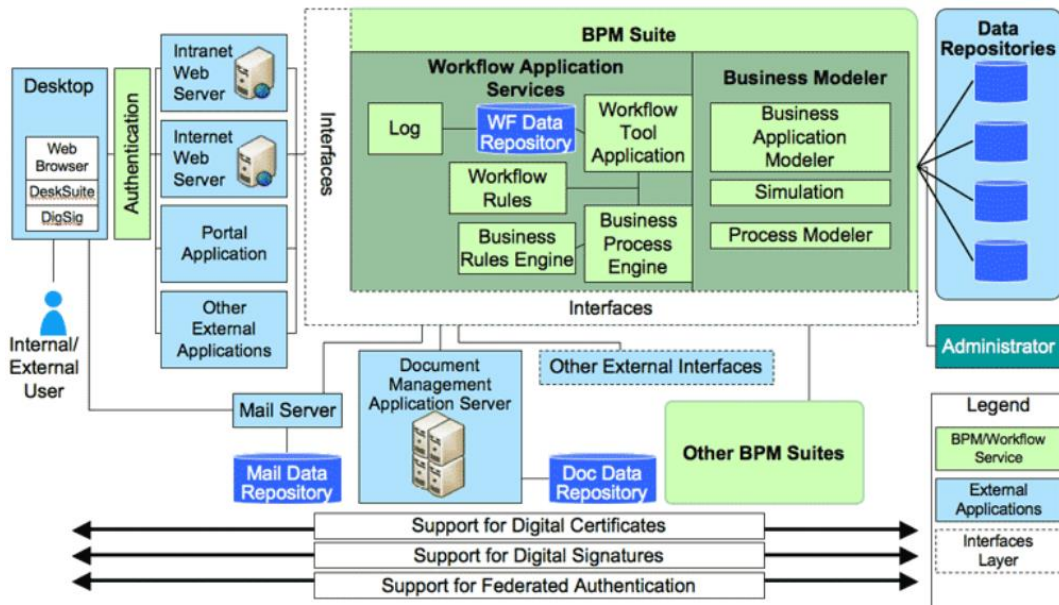 Intranet
Web
Server
Internet
Web
Server
Portal
Application
Other
External
Applications
Desktop
Web
Browser
DeskSuite
DigSig
Authentication
Internal/
External
User
Interfaces
BPM Suite
Workflow Application
Services
Log
WF Data
Repository
Workflow
Tool
Application
Workflow
Rules
Business
Rules Engine
Business
Process
Engine
Business Modeler
Business
Application
Modeler
Simulation
Process Modeler
Interfaces
Data
Repositories
Administrator
Mail Server
Mail Data
Repository
Document
Management
Application Server
Doc Data
Repository
Other External Interfaces
Other BPM Suites
Legend
BPM/Workflow
Service
External
Applications
Interfaces
Layer
Support for Digital Certificates
Support for Digital Signatures
Support for Federated Authentication